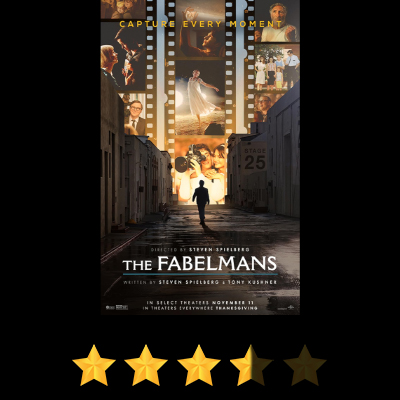 CAPTURE EVERY MOMENT
STAGE
25
DIRECTED BY STEVEN SPIELBERG
THE FABELMANS
WRITTEN BY STEVEN SPIELBERG & TONY KUSHNER
IN SELECT THEATERS NOVEMBER 11
IN THEATERS EVERYWHERE THANKSGIVING